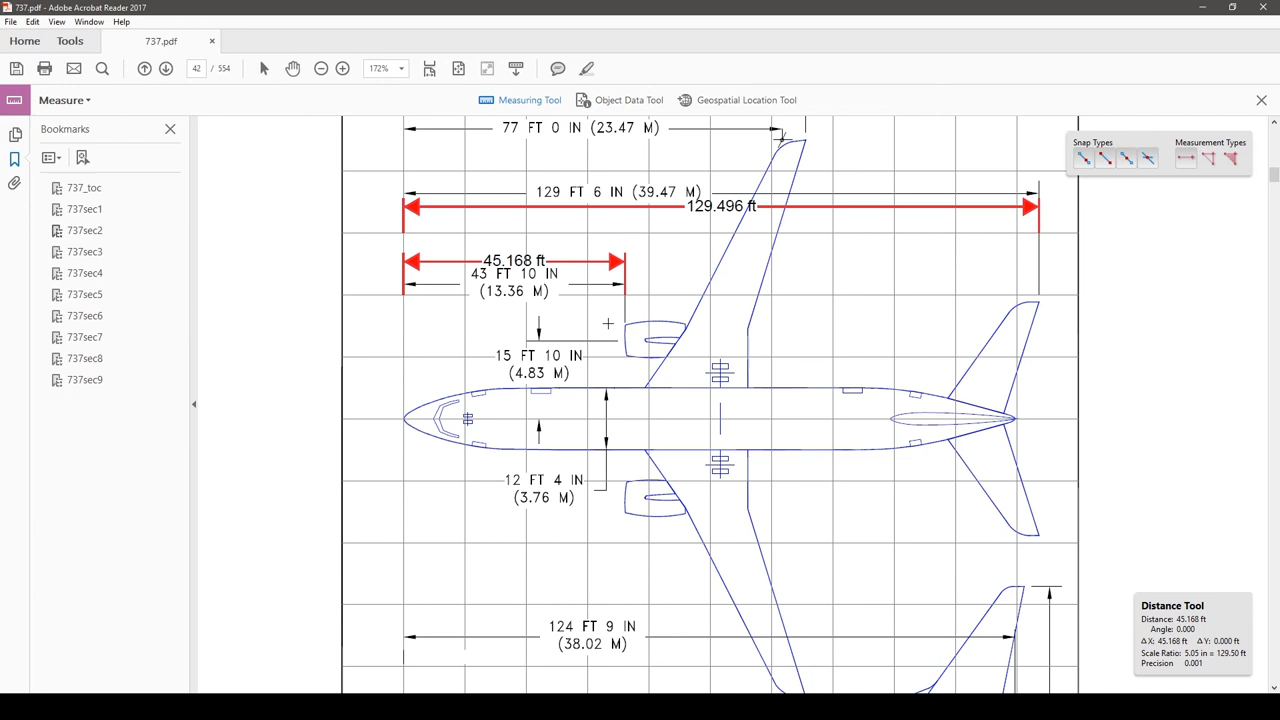 737.pdf - Adobe Acrobat Reader 2017
File Edit View Window Help
Home Tools 737.pdf
42 / 554 172%
Measure Measuring Tool Object Data Tool Geospatial Location Tool
Bookmarks
737_toc
737sec1
737sec2
737sec3
737sec4
737sec5
737sec6
737sec7
737sec8
737sec9
77 FT 0 IN (23.47 M)
129 FT 6 IN (39.47 M)
129.496 ft
45.168 ft
43 FT 10 IN
(13.36 M)
15 FT 10 IN
(4.83 M)
12 FT 4 IN
(3.76 M)
124 FT 9 IN
(38.02 M)
Snap Types Measurement Types
Distance Tool
Distance: 45.168 ft
Angle: 0.000
Δ X: 45.168 ft Δ Y: 0.000 ft
Scale Ratio: 5.05 in = 129.50 ft
Precision 0.001